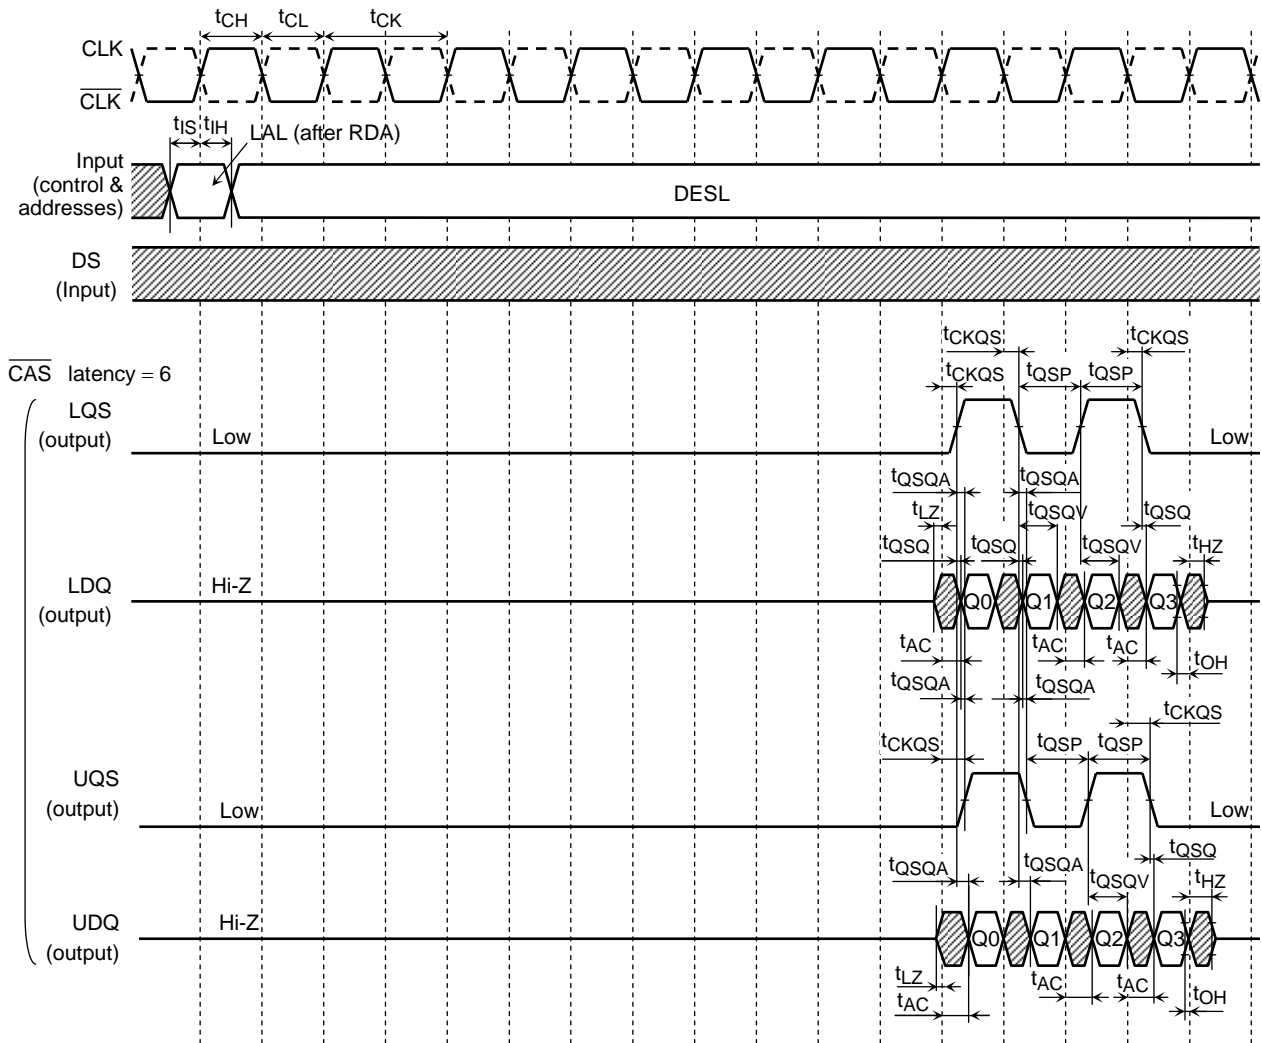 tCH tCL tCK
CLK
CLK
tIS tIH LAL (after RDA)
Input
(control &
addresses)
DESL
DS
(Input)
tCKQS tCKQS
CAS latency = 6
tCKQS tQSP tQSP
LQS
(output)
Low
Low
tQSQA tQSQA
tLZ tQSQV tQSQ
tQSQ tQSQ tQSQV tHZ
LDQ
(output)
Hi-Z
Q0 Q1 Q2 Q3
tAC tAC tAC tOH
tQSQA tQSQA
tCKQS
tCKQS tQSP tQSP
UQS
(output)
Low
Low
tQSQ
tQSQA tQSQA tQSQV tHZ
UDQ
(output)
Hi-Z
Q0 Q1 Q2 Q3
tLZ tAC tAC
tAC tOH